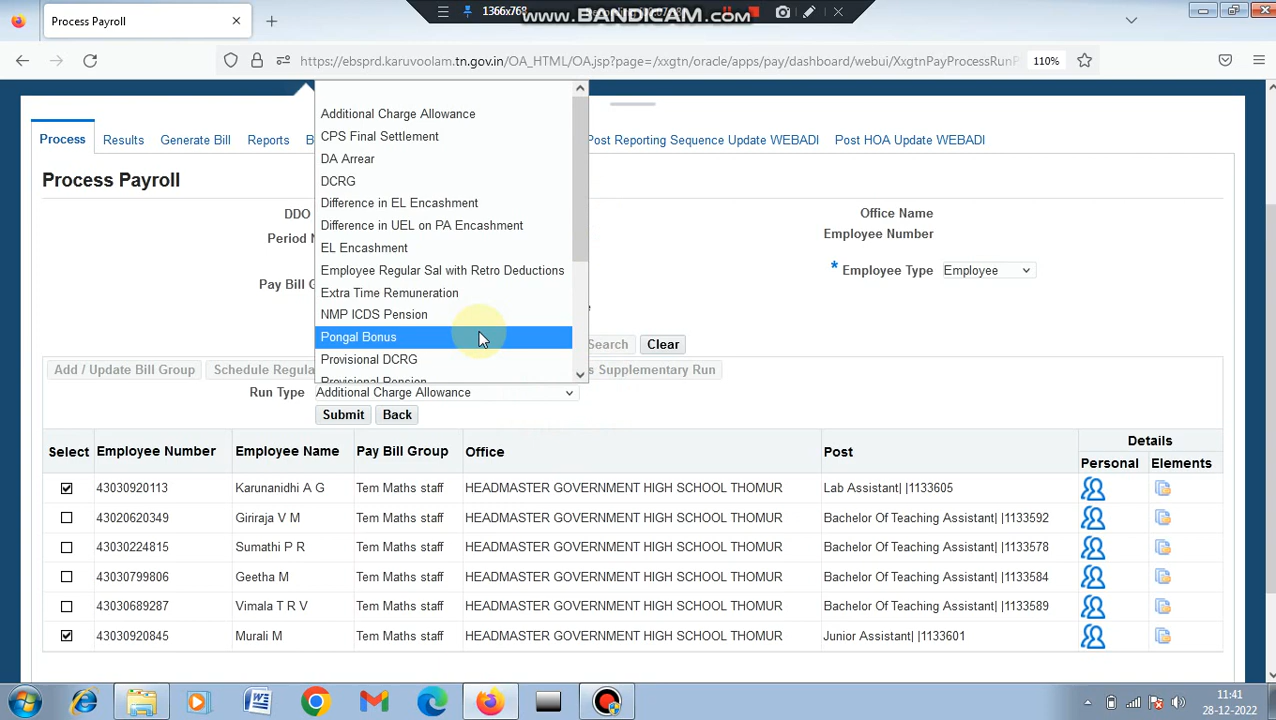 1366x768
www.BANDICAM.com
Process Payroll
https://ebsprd.karuvoolam.tn.gov.in/OA_HTML/OA.jsp?page=/xxgtn/oracle/apps/pay/dashboard/webui/XxgtnPayProcessRunP
110%
Process
Results
Generate Bill
Reports
B
Post Reporting Sequence Update WEBADI
Post HOA Update WEBADI
Process Payroll
DDO
Office Name
Period N
Employee Number
* Employee Type
Employee
Pay Bill G
Additional Charge Allowance
CPS Final Settlement
DA Arrear
DCRG
Difference in EL Encashment
Difference in UEL on PA Encashment
EL Encashment
Employee Regular Sal with Retro Deductions
Extra Time Remuneration
NMP ICDS Pension
Pongal Bonus
Provisional DCRG
Provisional Pension
Search
Clear
Add / Update Bill Group
Schedule Regula
s Supplementary Run
Run Type
Additional Charge Allowance
Submit
Back
Select
Employee Number
Employee Name
Pay Bill Group
Office
Post
Details
Personal
Elements
43030920113 Karunanidhi A G Tem Maths staff HEADMASTER GOVERNMENT HIGH SCHOOL THOMUR Lab Assistant| |1133605
43020620349 Giriraja V M Tem Maths staff HEADMASTER GOVERNMENT HIGH SCHOOL THOMUR Bachelor Of Teaching Assistant| |1133592
43030224815 Sumathi P R Tem Maths staff HEADMASTER GOVERNMENT HIGH SCHOOL THOMUR Bachelor Of Teaching Assistant| |1133578
43030799806 Geetha M Tem Maths staff HEADMASTER GOVERNMENT HIGH SCHOOL THOMUR Bachelor Of Teaching Assistant| |1133584
43030689287 Vimala T R V Tem Maths staff HEADMASTER GOVERNMENT HIGH SCHOOL THOMUR Bachelor Of Teaching Assistant| |1133589
43030920845 Murali M Tem Maths staff HEADMASTER GOVERNMENT HIGH SCHOOL THOMUR Junior Assistant| |1133601
11:41
28-12-2022